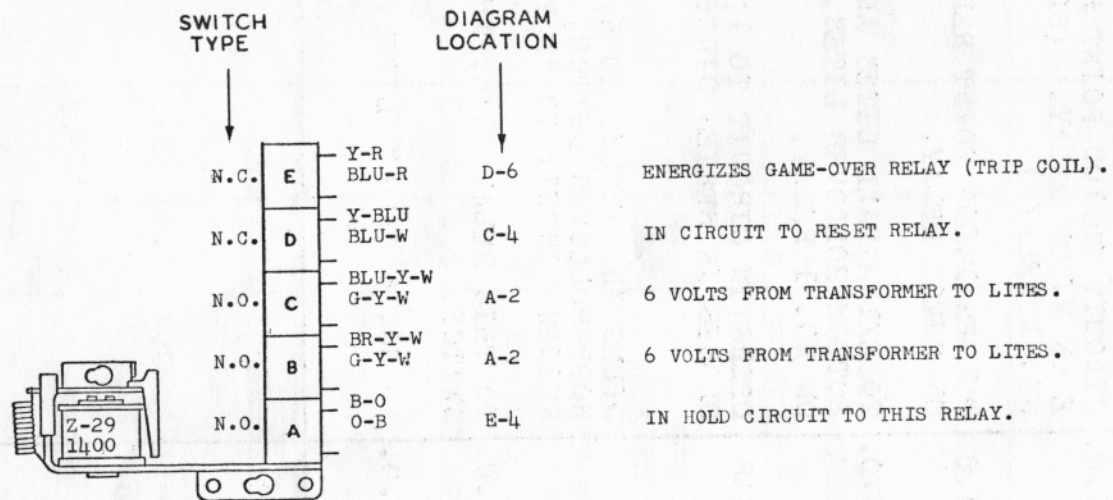 SWITCH TYPE
DIAGRAM LOCATION
Y-R
N.C. E BLU-R D-6 ENERGIZES GAME-OVER RELAY (TRIP COIL).
Y-BLU
N.C. D BLU-W C-4 IN CIRCUIT TO RESET RELAY.
BLU-Y-W
N.O. C G-Y-W A-2 6 VOLTS FROM TRANSFORMER TO LITES.
BR-Y-W
N.O. B G-Y-W A-2 6 VOLTS FROM TRANSFORMER TO LITES.
B-O
N.O. A O-B E-4 IN HOLD CIRCUIT TO THIS RELAY.
Z-29
1400